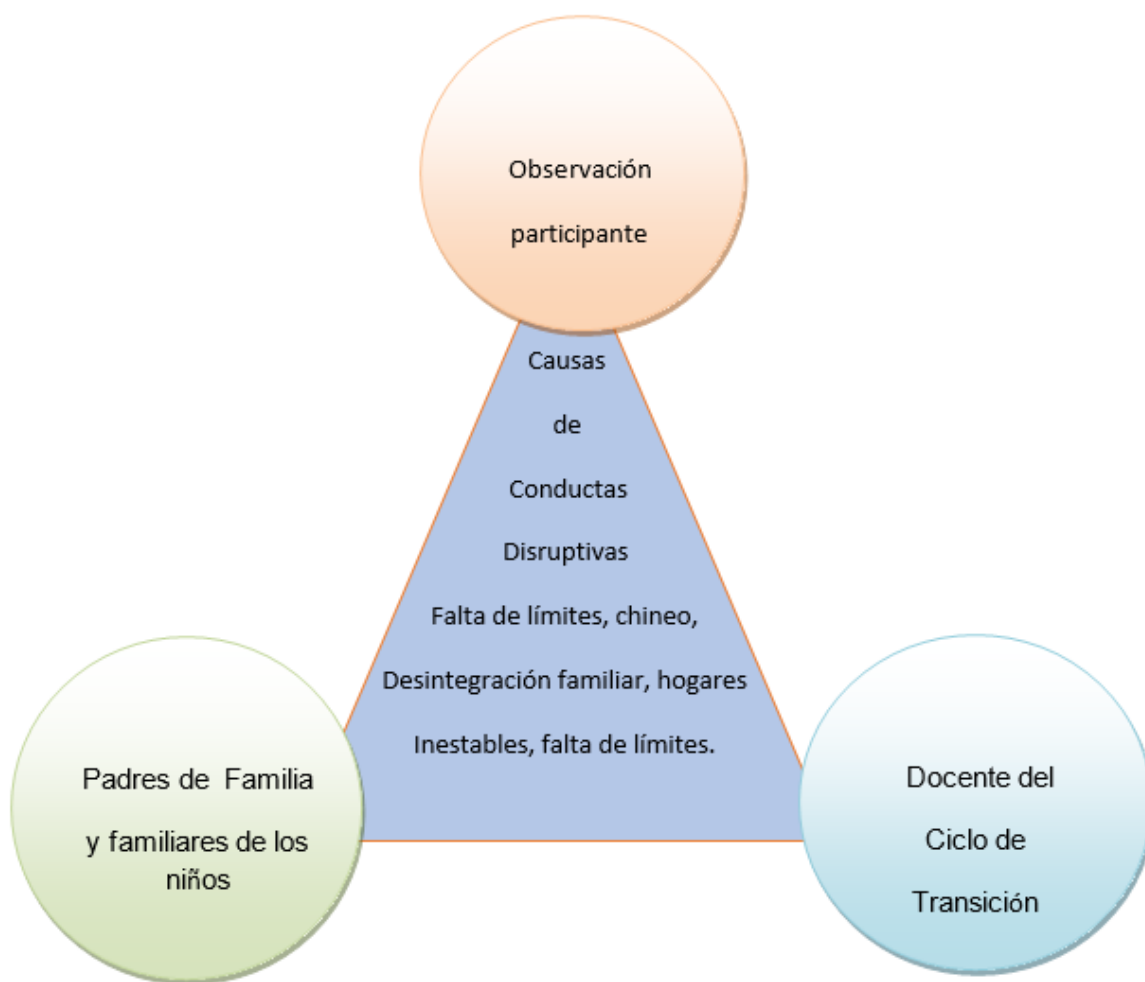 Observación
participante
Causas
de
Conductas
Disruptivas
Falta de límites, chineo,
Desintegración familiar, hogares
Inestables, falta de límites.
Padres de Familia
y familiares de los
niños
Docente del
Ciclo de
Transición